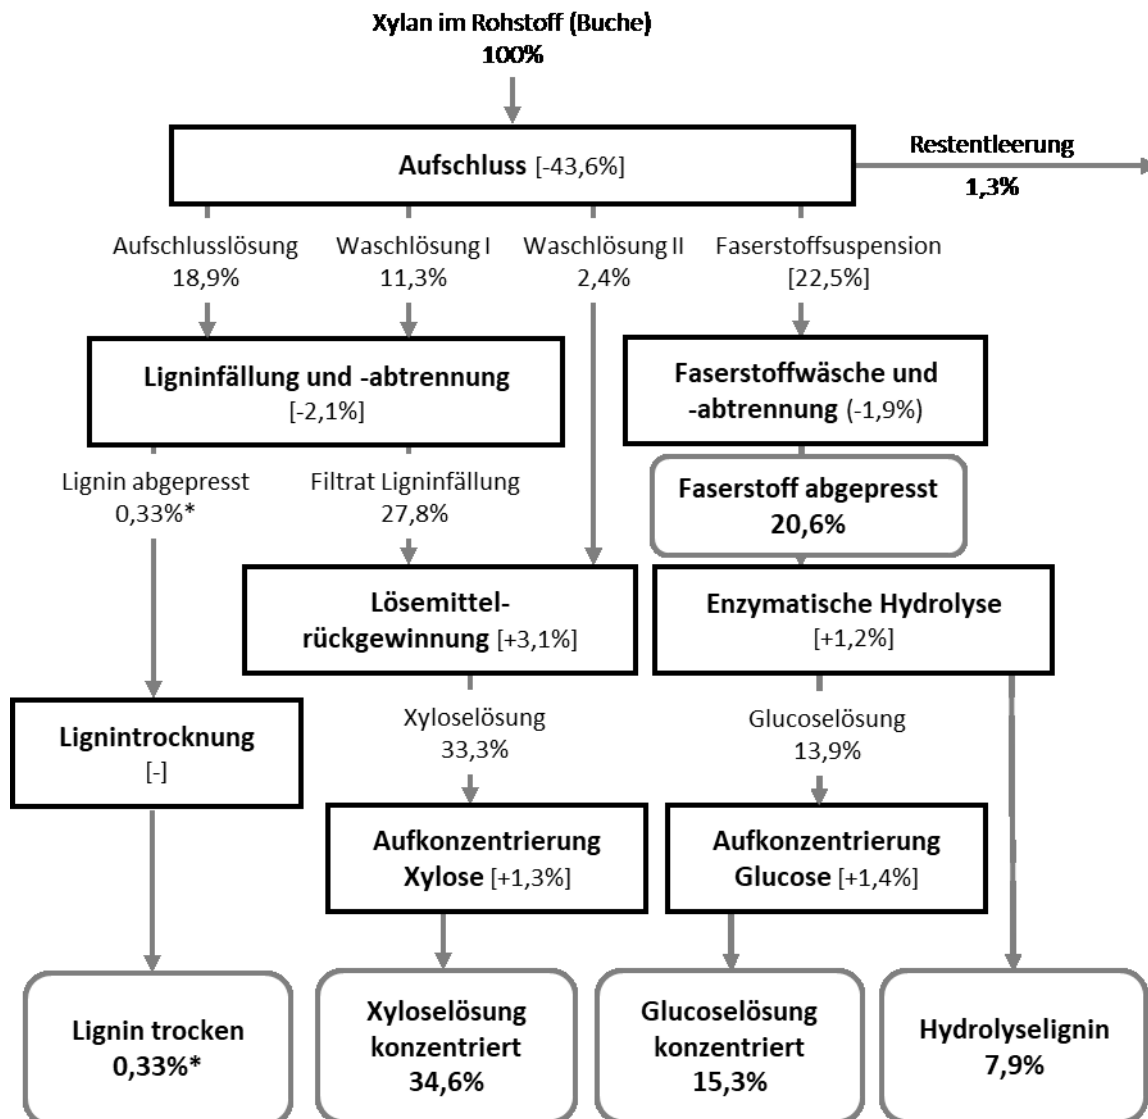 Xylan im Rohstoff (Buche)
100%
Aufschluss [-43,6%]
Restentleerung
1,3%
Aufschlusslösung
18,9%
Waschlösung I
11,3%
Waschlösung II
2,4%
Faserstoffsuspension
[22,5%]
Ligninfällung und -abtrennung
[-2,1%]
Faserstoffwäsche und
-abtrennung (-1,9%)
Lignin abgepresst
0,33%*
Filtrat Ligninfällung
27,8%
Faserstoff abgepresst
20,6%
Lösemittel-
rückgewinnung [+3,1%]
Enzymatische Hydrolyse
[+1,2%]
Lignintrocknung
[-]
Xyloselösung
33,3%
Glucoselösung
13,9%
Aufkonzentrierung
Xylose [+1,3%]
Aufkonzentrierung
Glucose [+1,4%]
Lignin trocken
0,33%*
Xyloselösung
konzentriert
34,6%
Glucoselösung
konzentriert
15,3%
Hydrolyselignin
7,9%